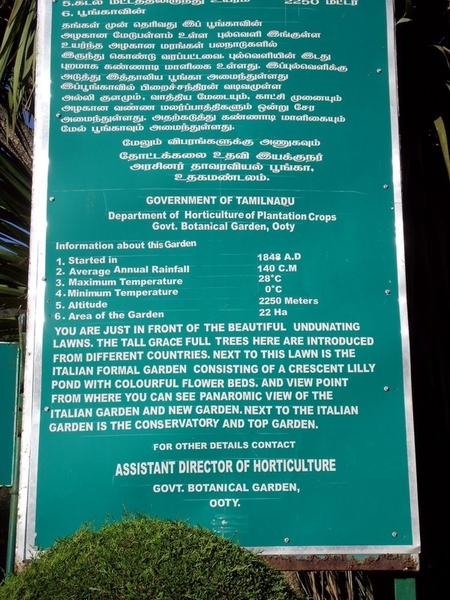 5.கடல் மட்டத்திலிருந்து உயரம் 2250 மீட்டர்
6. பூங்காவின்
தங்கள் முன் தெரிவது இப் பூங்காவின்
அழகான மேடுபள்ளம் உள்ள புல்வெளி இங்குள்ள
உயர்ந்த அழகான மரங்கள் பலநாடுகளில்
இருந்து கொண்டு வரப்பட்டவை. புல்வெளியின் இடது
புறமாக கண்ணாடி மாளிகை உள்ளது. இப்புல்வெளிக்கு
அடுத்து இத்தாலிய பூங்கா அமைந்துள்ளது
இப்பூங்காவில் பிறைச்சந்திரன் வடிவமுள்ள
அல்லி குளமும், வாத்திய மேடையும், காட்சி முனையும்
அழகான வண்ண மலர்ப்பாத்திகளும் ஒன்று சேர
அமைந்துள்ளது. அதற்கடுத்து கண்ணாடி மாளிகையும்
மேல் பூங்காவும் அமைந்துள்ளது.
மேலும் விபரங்களுக்கு அணுகவும்
தோட்டக்கலை உதவி இயக்குநர்
அரசினர் தாவரவியல் பூங்கா,
உதகமண்டலம்.
GOVERNMENT OF TAMILNADU
Department of Horticulture of Plantation Crops
Govt. Botanical Garden, Ooty
Information about this Garden
1. Started in 1848 A.D
2. Average Annual Rainfall 140 C.M
3. Maximum Temperature 28°C
4. Minimum Temperature 0°C
5. Altitude 2250 Meters
6. Area of the Garden 22 Ha
YOU ARE JUST IN FRONT OF THE BEAUTIFUL UNDUNATING
LAWNS. THE TALL GRACE FULL TREES HERE ARE INTRODUCED
FROM DIFFERENT COUNTRIES. NEXT TO THIS LAWN IS THE
ITALIAN FORMAL GARDEN CONSISTING OF A CRESCENT LILLY
POND WITH COLOURFUL FLOWER BEDS. AND VIEW POINT
FROM WHERE YOU CAN SEE PANAROMIC VIEW OF THE
ITALIAN GARDEN AND NEW GARDEN. NEXT TO THE ITALIAN
GARDEN IS THE CONSERVATORY AND TOP GARDEN.
FOR OTHER DETAILS CONTACT
ASSISTANT DIRECTOR OF HORTICULTURE
GOVT. BOTANICAL GARDEN,
OOTY.